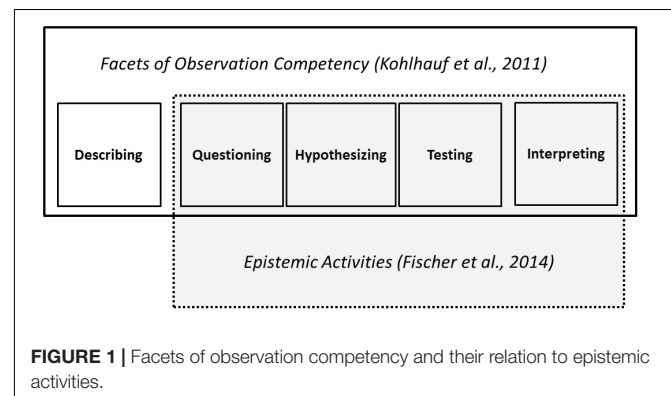 Facets of Observation Competency (Kohlhauf et al., 2011)
Describing
Questioning
Hypothesizing
Testing
Interpreting
Epistemic Activities (Fischer et al., 2014)
FIGURE 1 | Facets of observation competency and their relation to epistemic
activities.